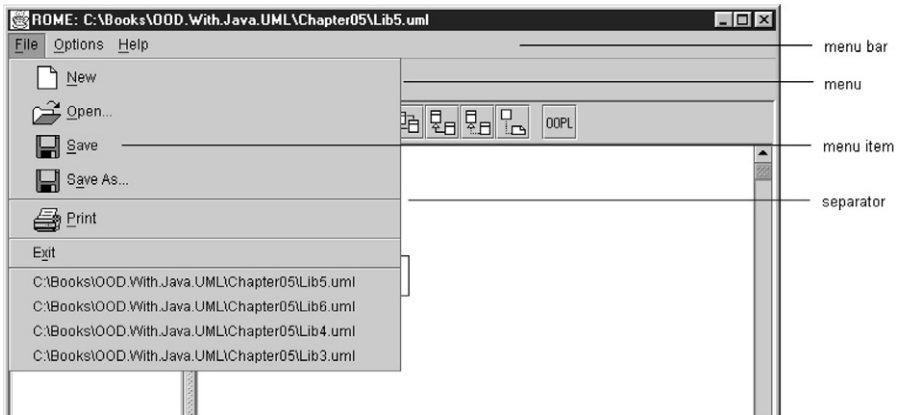 ROME: C:\Books\OOD.With.Java.UML\Chapter05\Lib5.uml
File Options Help
menu bar
New
menu
Open...
OOPL
Save
menu item
Save As...
separator
Print
Exit
C:\Books\OOD.With.Java.UML\Chapter05\Lib5.uml
C:\Books\OOD.With.Java.UML\Chapter05\Lib6.uml
C:\Books\OOD.With.Java.UML\Chapter05\Lib4.uml
C:\Books\OOD.With.Java.UML\Chapter05\Lib3.uml